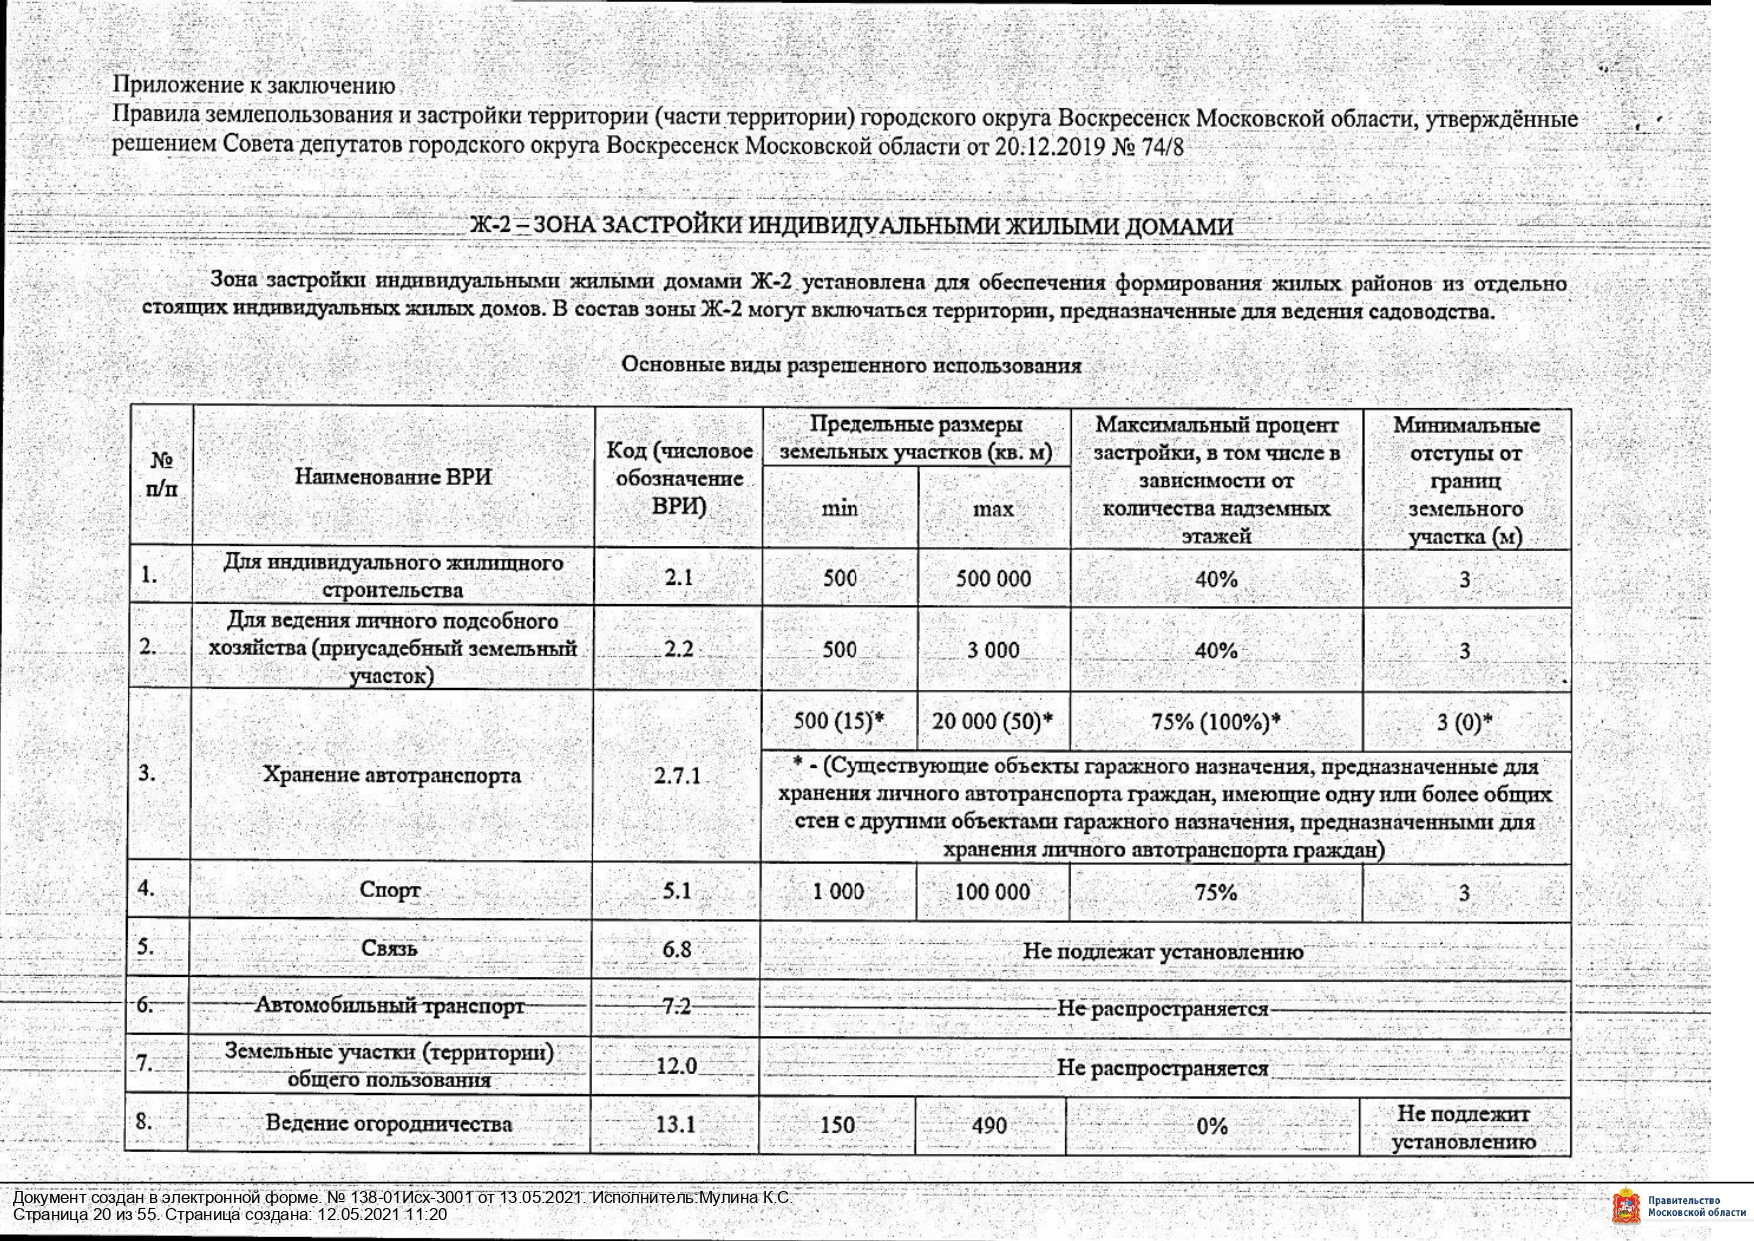 Приложение к заключению
Правила землепользования и застройки территории (части территории) городского округа Воскресенск Московской области, утверждённые
решением Совета депутатов городского округа Воскресенск Московской области от 20.12.2019 № 74/8
Ж-2 – ЗОНА ЗАСТРОЙКИ ИНДИВИДУАЛЬНЫМИ ЖИЛЫМИ ДОМАМИ
Зона застройки индивидуальными жилыми домами Ж-2 установлена для обеспечения формирования жилых районов из отдельно
стоящих индивидуальных жилых домов. В состав зоны Ж-2 могут включаться территории, предназначенные для ведения садоводства.
Основные виды разрешенного использования
№
п/п
Наименование ВРИ
Код (числовое
обозначение
ВРИ)
Предельные размеры
земельных участков (кв. м)
min
max
Максимальный процент
застройки, в том числе в
зависимости от
количества надземных
этажей
Минимальные
отступы от
границ
земельного
участка (м)
1.
Для индивидуального жилищного
строительства
2.1
500
500 000
40%
3
2.
Для ведения личного подсобного
хозяйства (приусадебный земельный
участок)
2.2
500
3 000
40%
3
3.
Хранение автотранспорта
2.7.1
500 (15)*
20 000 (50)*
75% (100%)*
3 (0)*
* - (Существующие объекты гаражного назначения, предназначенные для
хранения личного автотранспорта граждан, имеющие одну или более общих
стен с другими объектами гаражного назначения, предназначенными для
хранения личного автотранспорта граждан)
4.
Спорт
5.1
1 000
100 000
75%
3
5.
Связь
6.8
Не подлежат установлению
6.
Автомобильный транспорт
7.2
Не распространяется
7.
Земельные участки (территории)
общего пользования
12.0
Не распространяется
8.
Ведение огородничества
13.1
150
490
0%
Не подлежит
установлению
Документ создан в электронной форме. № 138-01Исх-3001 от 13.05.2021. Исполнитель:Мулина К.С.
Страница 20 из 55. Страница создана: 12.05.2021 11:20
Правительство
Московской области